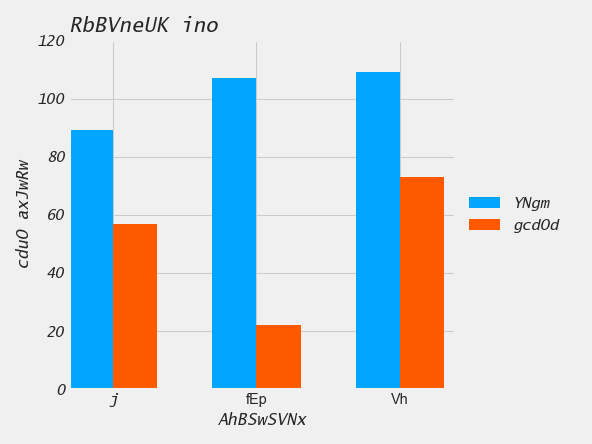 RbBVneUK ino
120
100
80
60
40
20
0
cduO axJwRw
j
fEp
Vh
AhBSwSVNx
YNgm
gcdOd